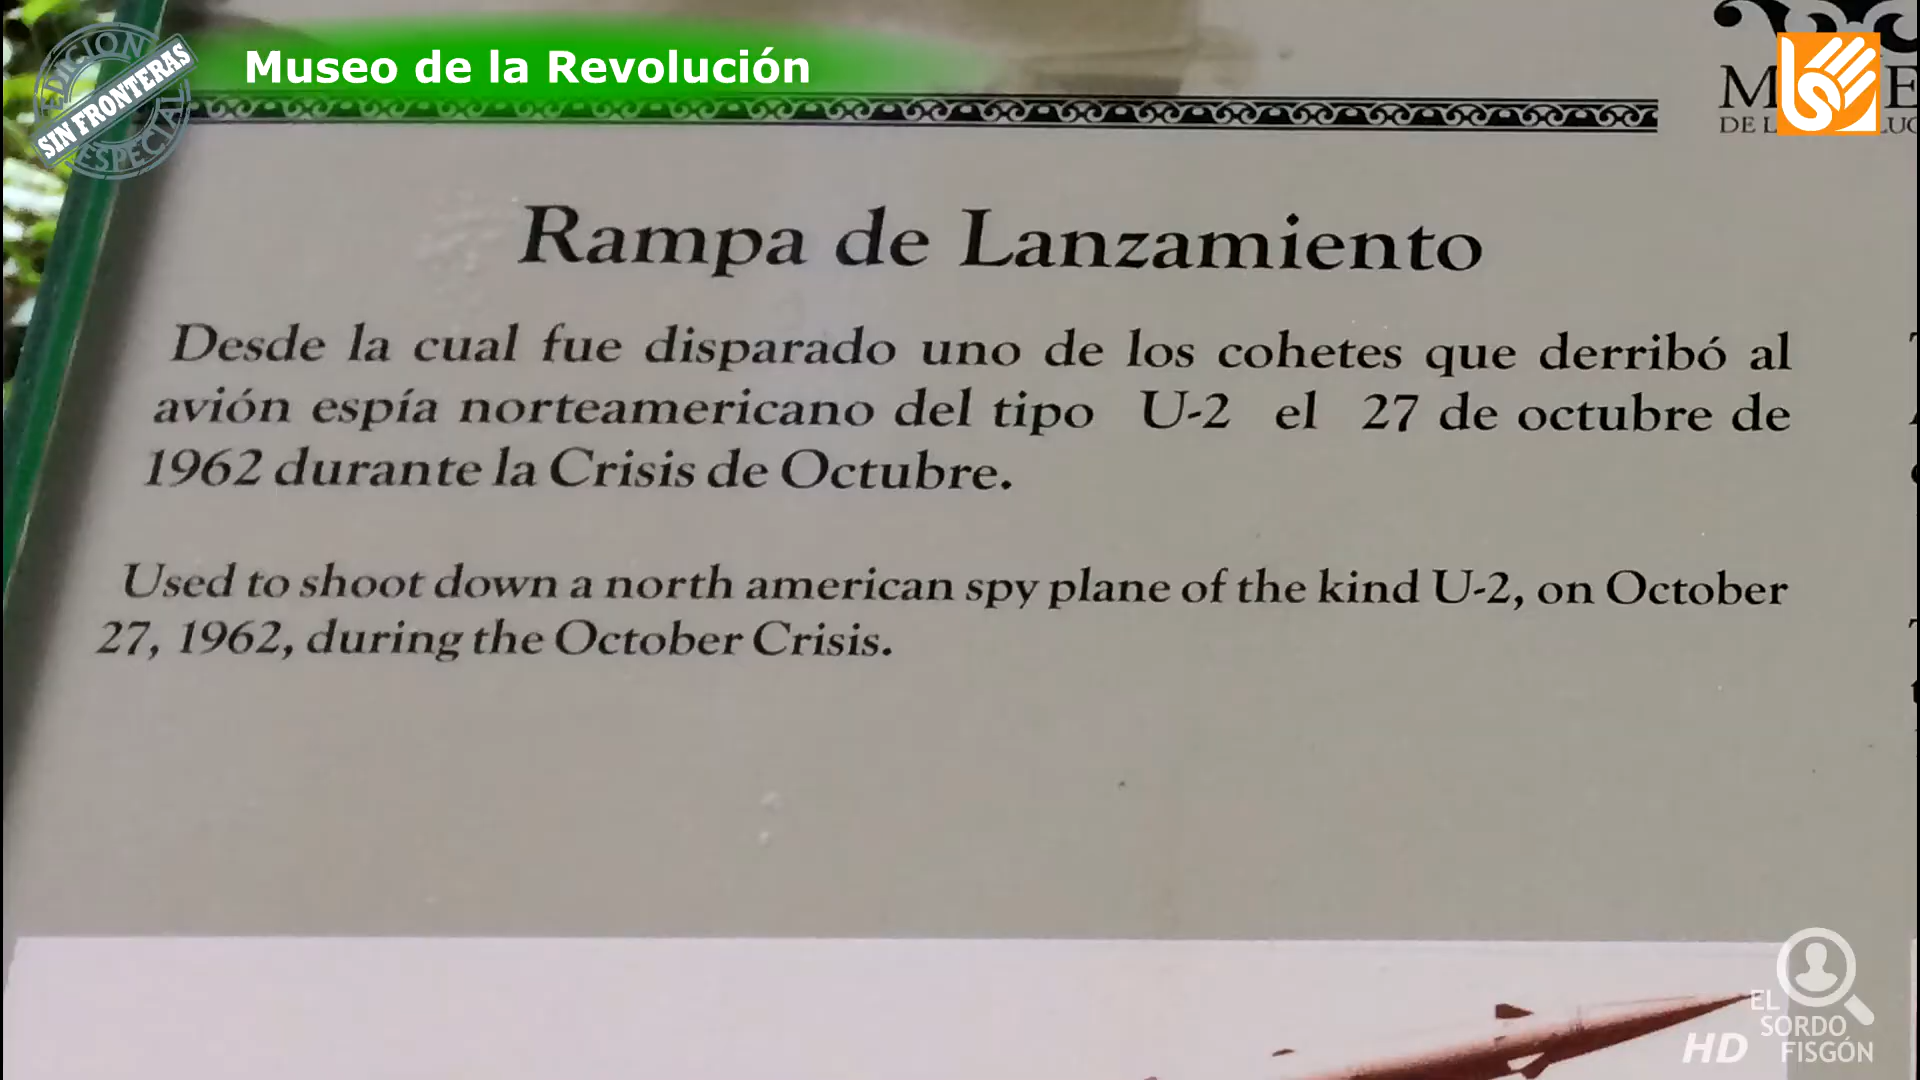 EDICION
SIN FRONTERAS
ESPECIAL
Museo de la Revolución
DE L
Rampa de Lanzamiento
Desde la cual fue disparado uno de los cohetes que derribó al
avión espía norteamericano del tipo U-2 el 27 de octubre de
1962 durante la Crisis de Octubre.
Used to shoot down a north american spy plane of the kind U-2, on October
27, 1962, during the October Crisis.
HD
EL
SORDO
FISGÓN